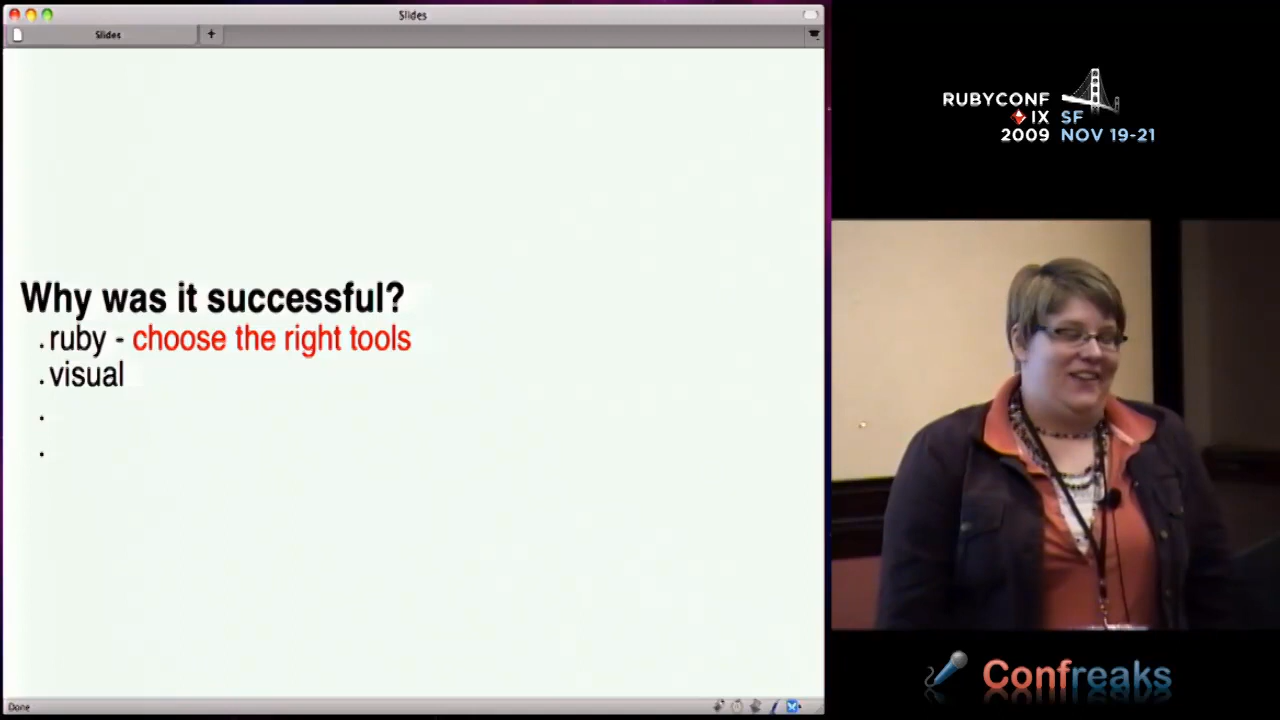 Slides
Slides
+
Why was it successful?
. ruby - choose the right tools
. visual
.
.
Done
RUBYCONF
IX SF
2009 NOV 19-21
Confreaks